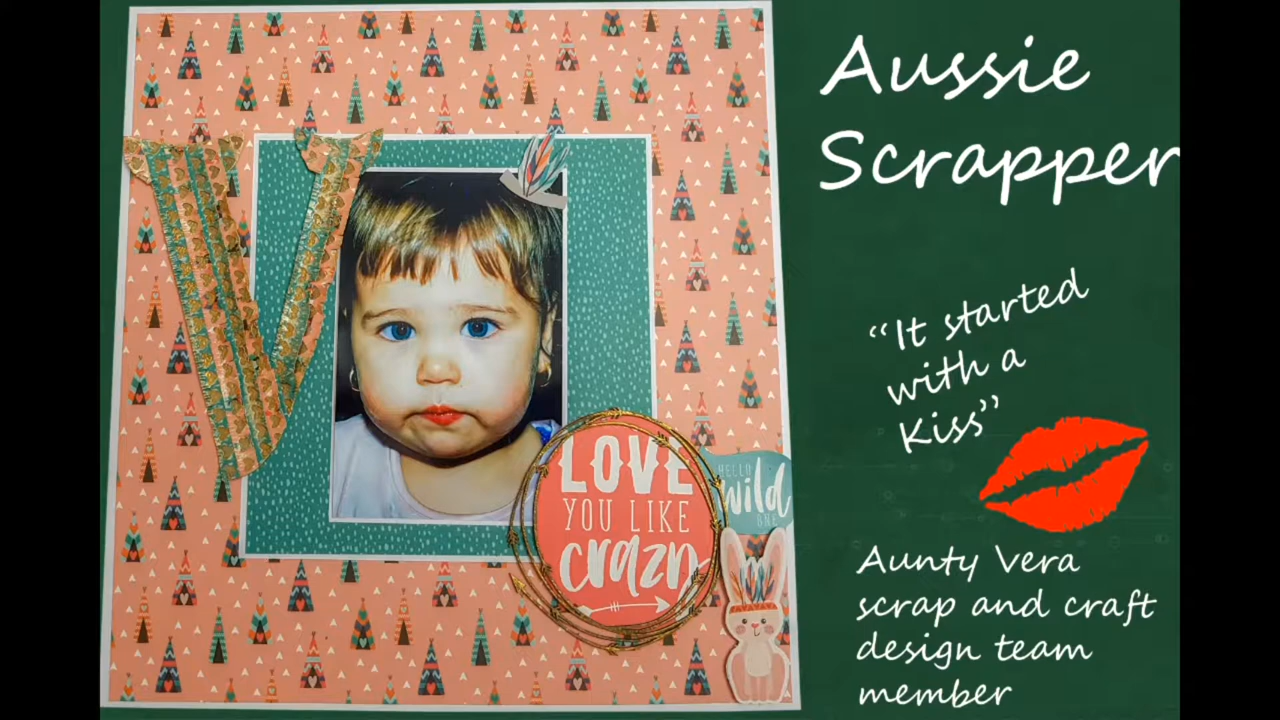 Aussie
Scrapper
"It started
with a
Kiss"
Aunty Vera
scrap and craft
design team
member
V
LOVE
YOU LIKE
crazy
HELLO
wild
ONE